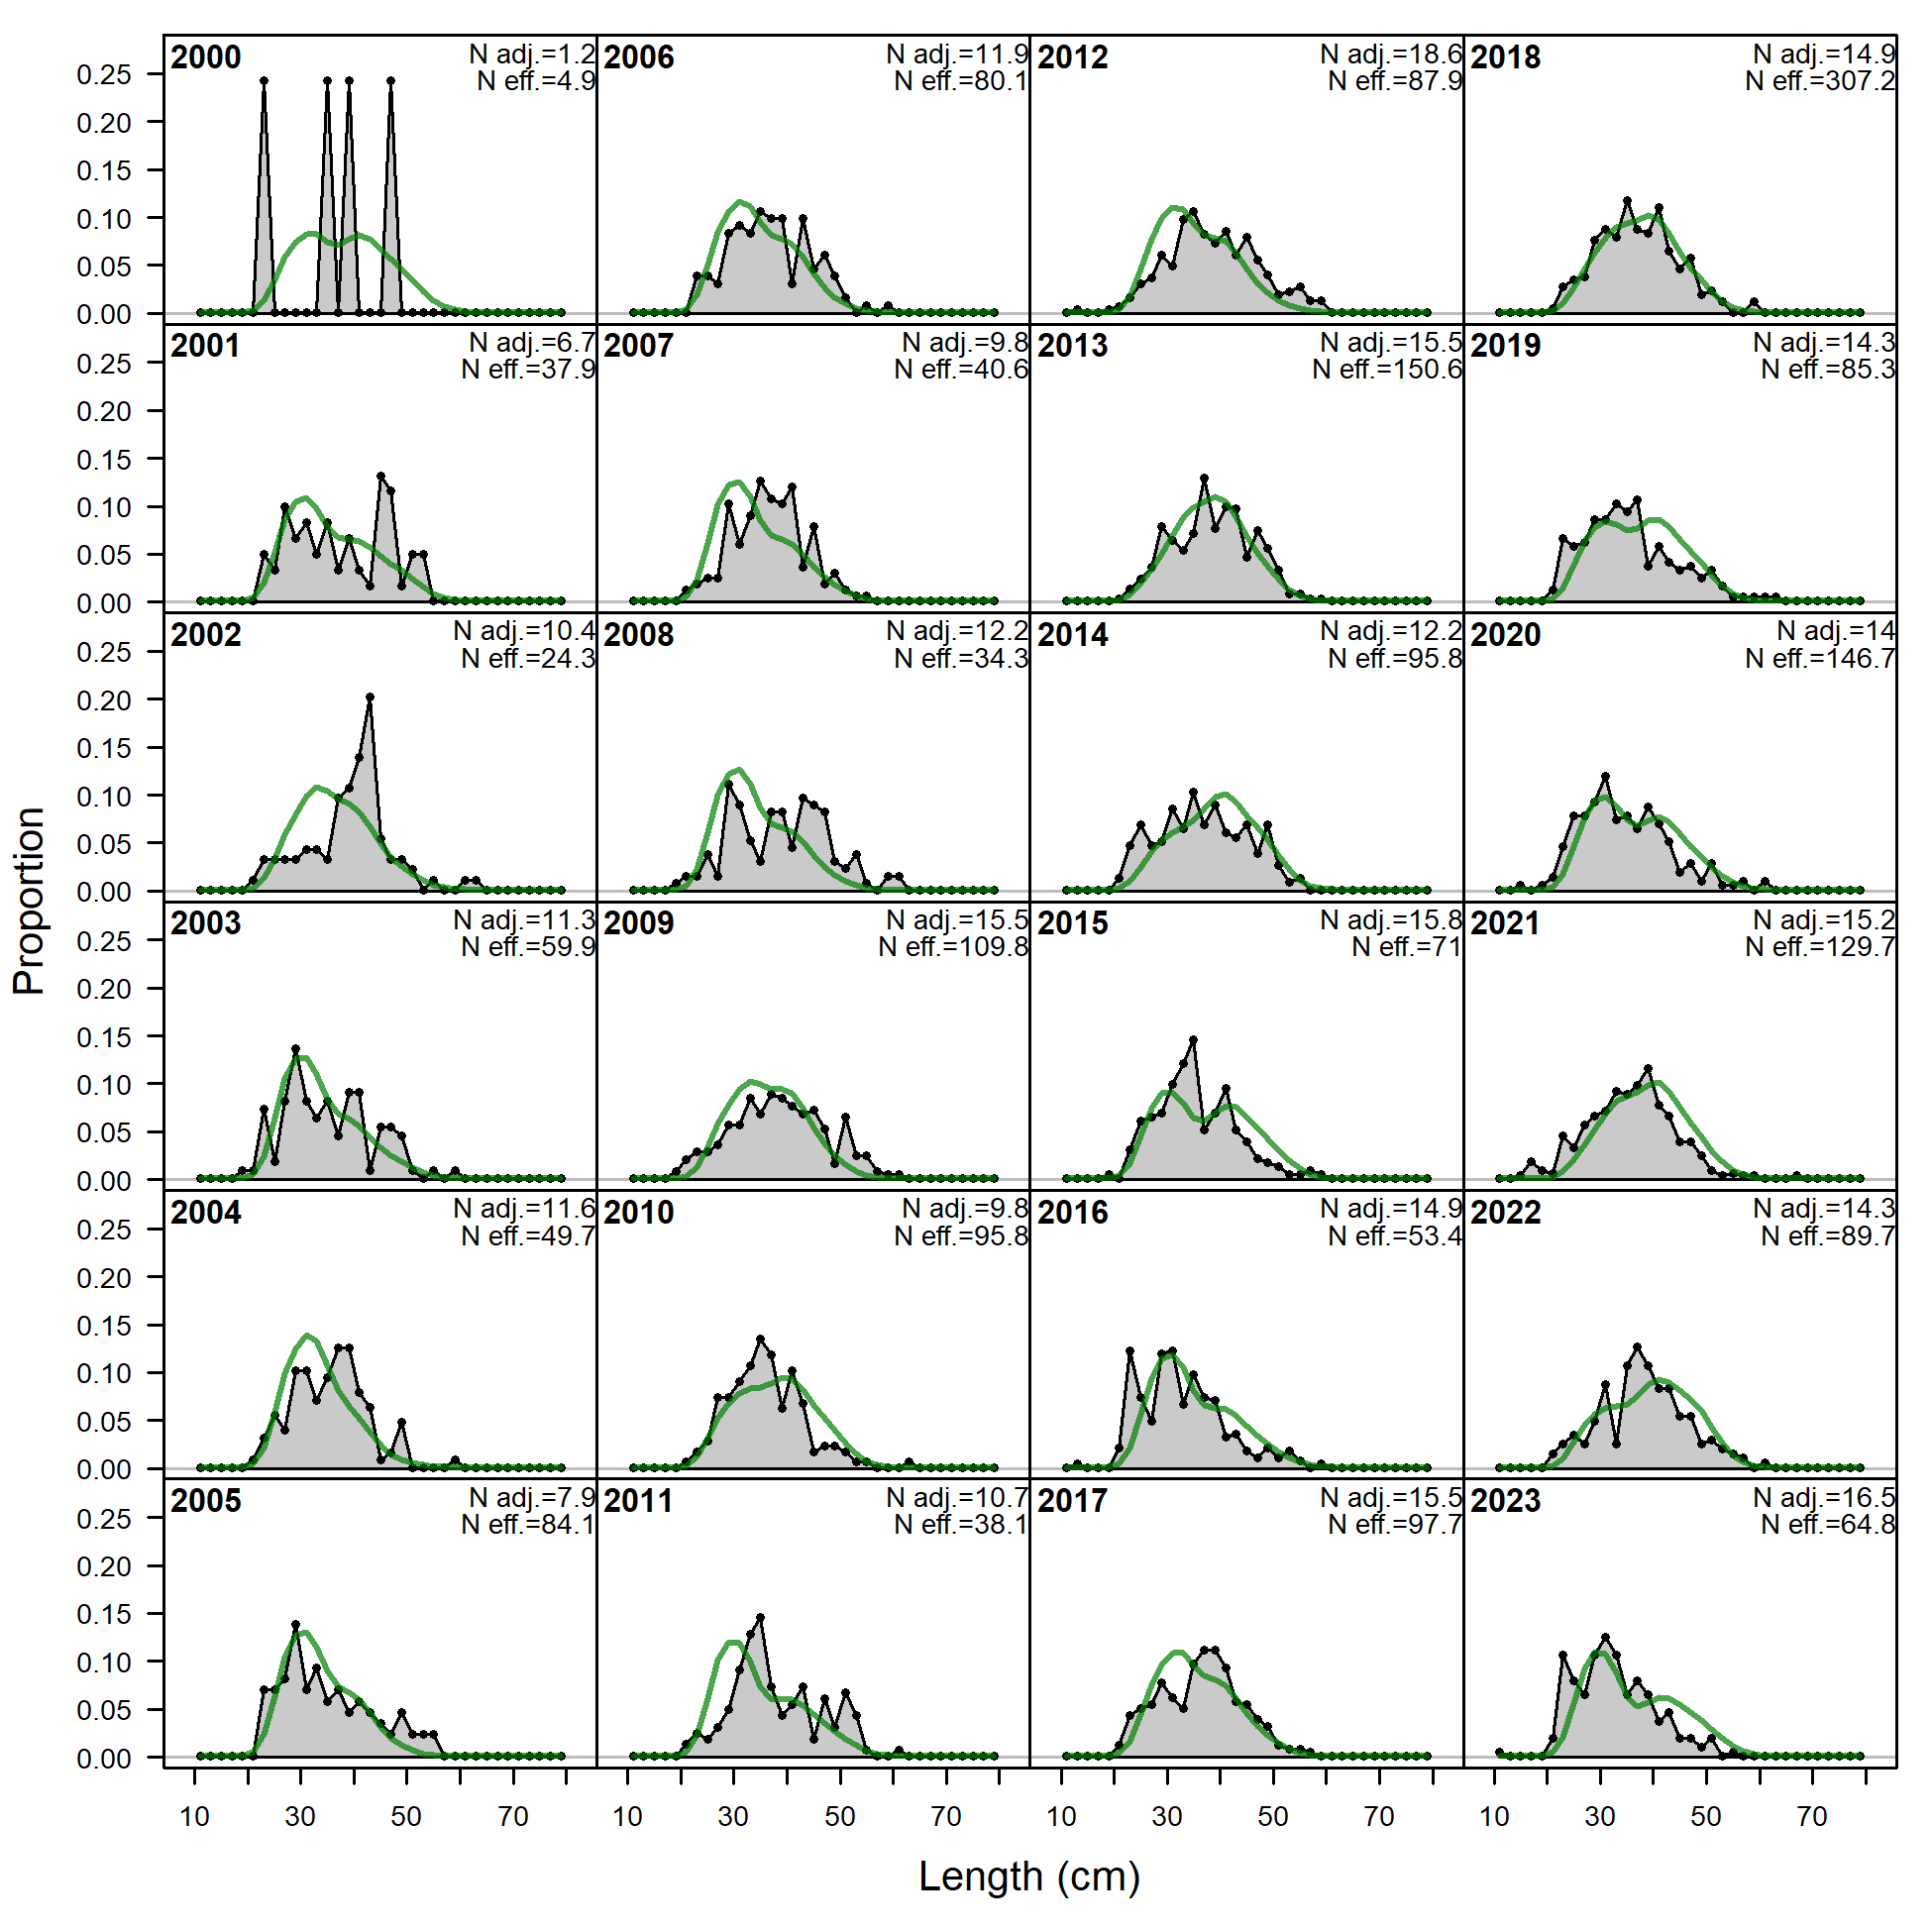 2000 N adj.=1.2 2006 N adj.=11.9 2012 N adj.=18.6 2018 N adj.=14.9
N eff.=4.9 N eff.=80.1 N eff.=87.9 N eff.=307.2
0.25
0.20
0.15
0.10
0.05
0.00
2001 N adj.=6.7 2007 N adj.=9.8 2013 N adj.=15.5 2019 N adj.=14.3
N eff.=37.9 N eff.=40.6 N eff.=150.6 N eff.=85.3
0.25
0.20
0.15
0.10
0.05
0.00
2002 N adj.=10.4 2008 N adj.=12.2 2014 N adj.=12.2 2020 N adj.=14
N eff.=24.3 N eff.=34.3 N eff.=95.8 N eff.=146.7
0.25
0.20
0.15
0.10
0.05
0.00
Proportion
2003 N adj.=11.3 2009 N adj.=15.5 2015 N adj.=15.8 2021 N adj.=15.2
N eff.=59.9 N eff.=109.8 N eff.=71 N eff.=129.7
0.25
0.20
0.15
0.10
0.05
0.00
2004 N adj.=11.6 2010 N adj.=9.8 2016 N adj.=14.9 2022 N adj.=14.3
N eff.=49.7 N eff.=95.8 N eff.=53.4 N eff.=89.7
0.25
0.20
0.15
0.10
0.05
0.00
2005 N adj.=7.9 2011 N adj.=10.7 2017 N adj.=15.5 2023 N adj.=16.5
N eff.=84.1 N eff.=38.1 N eff.=97.7 N eff.=64.8
0.25
0.20
0.15
0.10
0.05
0.00
10 30 50 70 10 30 50 70 10 30 50 70 10 30 50 70
Length (cm)